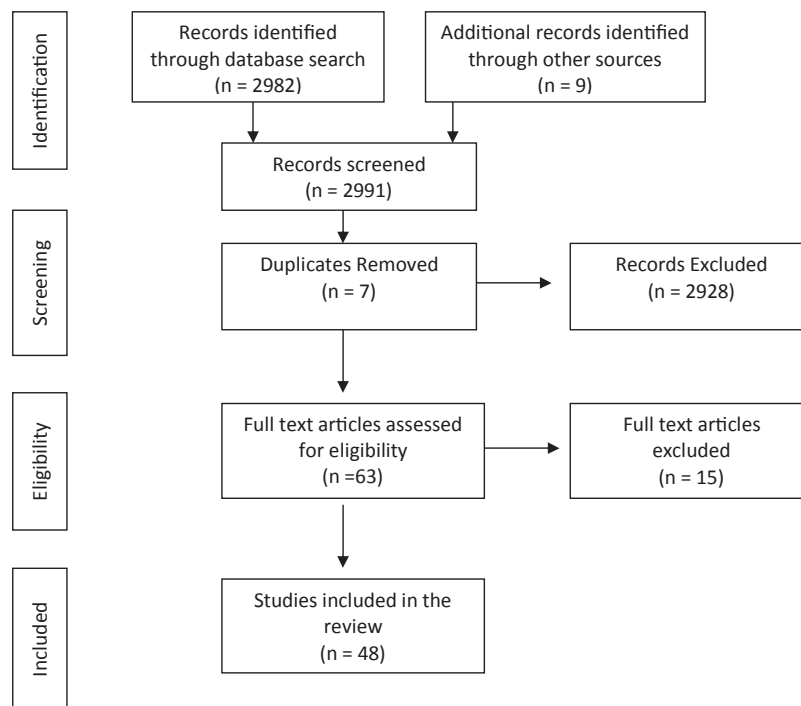 Identification
Records identified
through database search
(n = 2982)
Additional records identified
through other sources
(n = 9)
Records screened
(n = 2991)
Screening
Duplicates Removed
(n = 7)
Records Excluded
(n = 2928)
Eligibility
Full text articles assessed
for eligibility
(n =63)
Full text articles
excluded
(n = 15)
Included
Studies included in the
review
(n = 48)